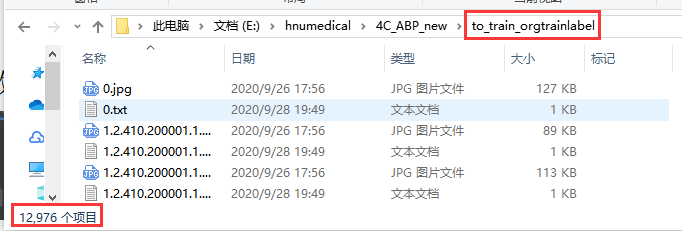 此电脑 > 文档 (E:) > hnumedical > 4C_ABP_new > to_train_orgtrainlabel
名称 日期 类型 大小 标记
0.jpg 2020/9/26 17:56 JPG 图片文件 127 KB
0.txt 2020/9/28 19:49 文本文档 1 KB
1.2.410.200001.1.... 2020/9/26 17:56 JPG 图片文件 89 KB
1.2.410.200001.1.... 2020/9/28 19:49 文本文档 1 KB
1.2.410.200001.1.... 2020/9/26 17:56 JPG 图片文件 113 KB
1.2.410.200001.1.... 2020/9/28 19:49 文本文档 1 KB
12,976 个项目